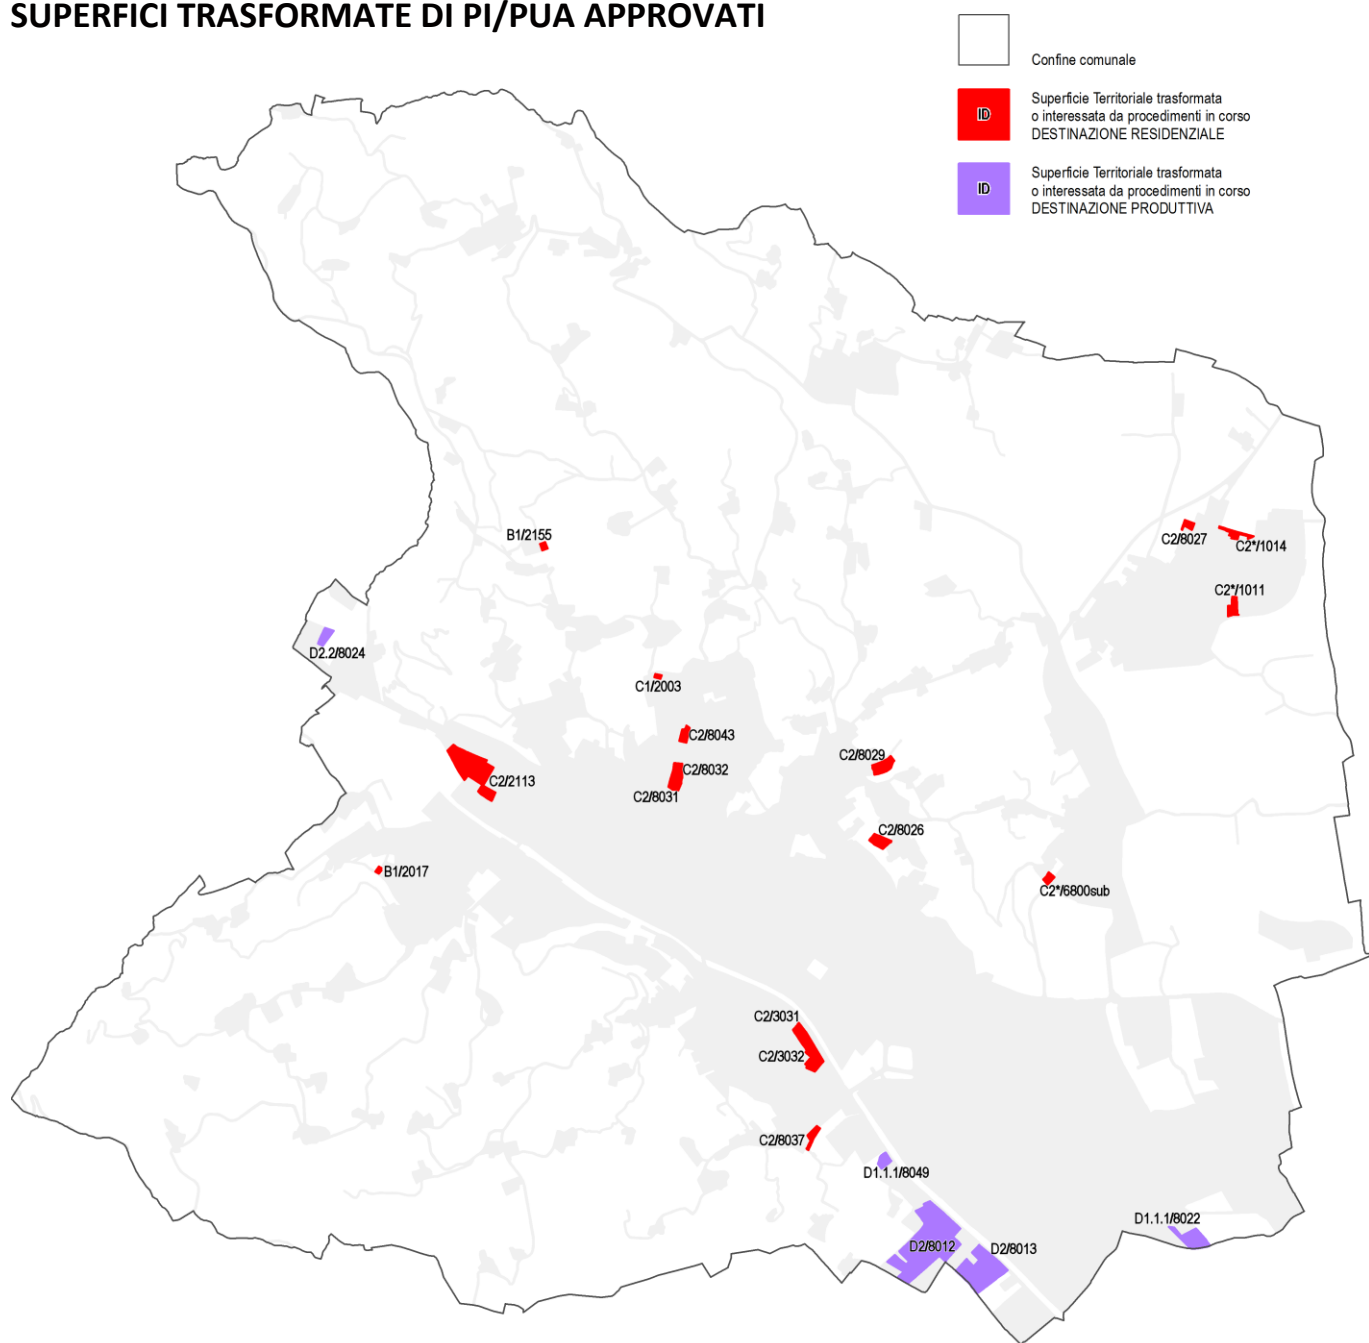 SUPERFICI TRASFORMATE DI PI/PUA APPROVATI
Confine comunale
ID
Superficie Territoriale trasformata
o interessata da procedimenti in corso
DESTINAZIONE RESIDENZIALE
ID
Superficie Territoriale trasformata
o interessata da procedimenti in corso
DESTINAZIONE PRODUTTIVA
B1/2155
C2/8027
C2*/1014
C2*/1011
D2.2/8024
C1/2003
C2/8043
C2/8029
C2/8032
C2/2113
C2/8031
C2/8026
B1/2017
C2*/6800sub
C2/3031
C2/3032
C2/8037
D1.1.1/8049
D1.1.1/8022
D2/8012
D2/8013